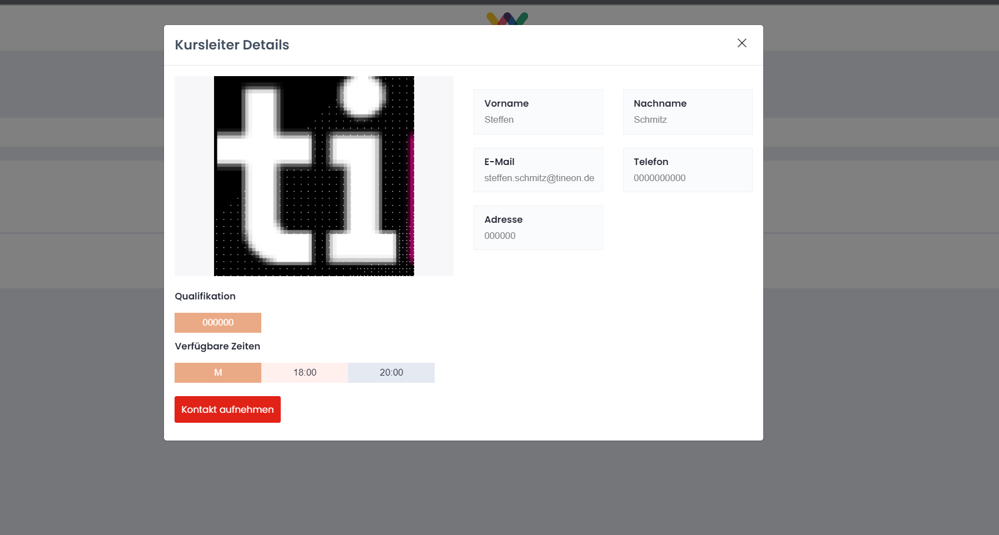 Kursleiter Details
ti
Vorname
Steffen
Nachname
Schmitz
E-Mail
steffen.schmitz@tineon.de
Telefon
0000000000
Adresse
000000
Qualifikation
000000
Verfügbare Zeiten
M 18:00 20:00
Kontakt aufnehmen